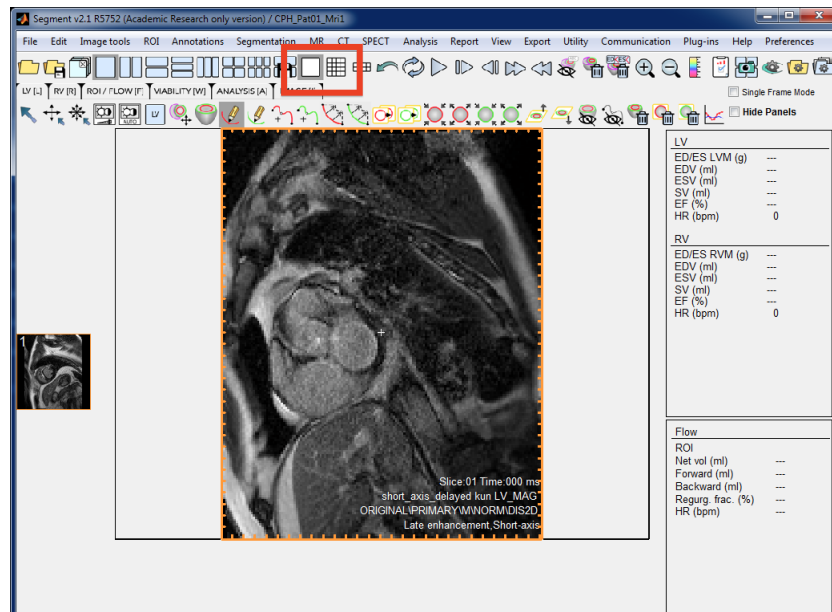 Segment v2.1 R5752 (Academic Research only version) / CPH_Pat01_Mri1
File Edit Image tools ROI Annotations Segmentation MR CT SPECT Analysis Report View Export Utility Communication Plug-ins Help Preferences
LV [L] RV [R] ROI / FLOW [F] VIABILITY [W] ANALYSIS [A]
Single Frame Mode
AUTO LV
Hide Panels
LV
ED/ES LVM (g) ---
EDV (ml) ---
ESV (ml) ---
SV (ml) ---
EF (%) ---
HR (bpm) 0
RV
ED/ES RVM (g) ---
EDV (ml) ---
ESV (ml) ---
SV (ml) ---
EF (%) ---
HR (bpm) 0
1
Flow
ROI
Net vol (ml) ---
Forward (ml) ---
Backward (ml) ---
Regurg. frac. (%) ---
HR (bpm) ---
Slice:01 Time:000 ms
short_axis_delayed kun LV_MAG
ORIGINAL\PRIMARY\M\NORM\DIS2D
Late enhancement,Short-axis